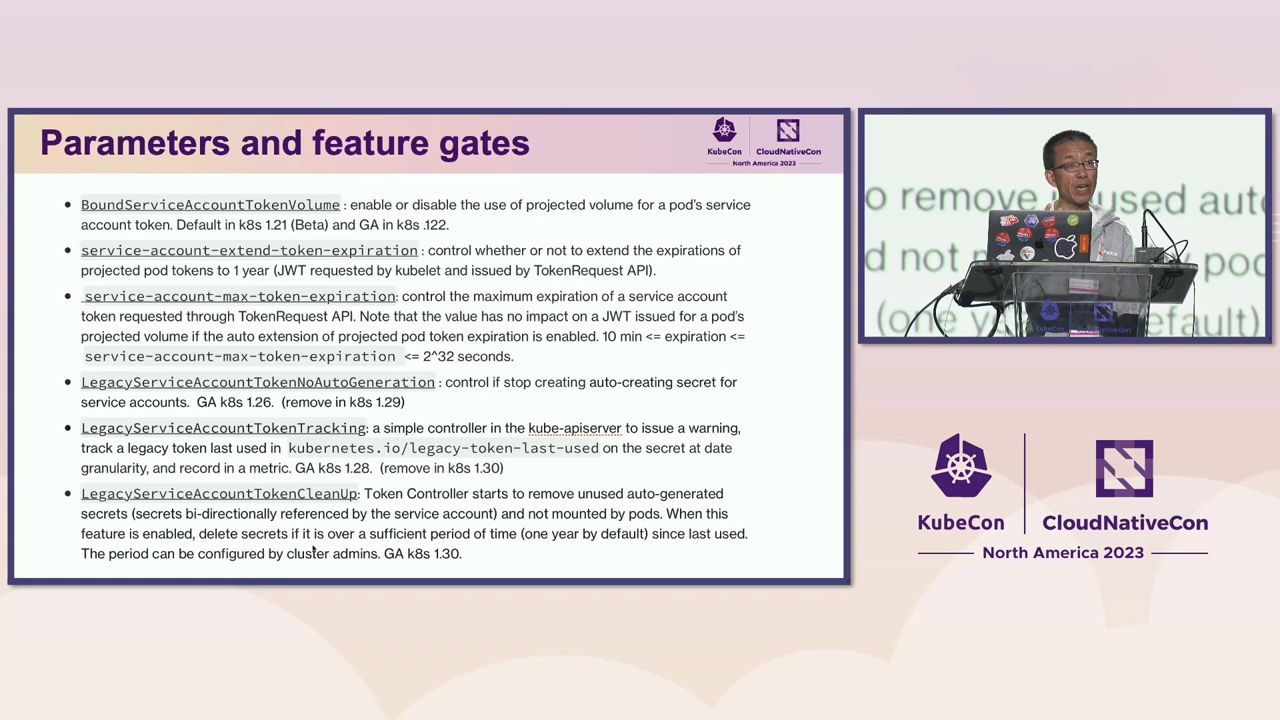 Parameters and feature gates
KubeCon
CloudNativeCon
North America 2023
BoundServiceAccountTokenVolume : enable or disable the use of projected volume for a pod's service
account token. Default in k8s 1.21 (Beta) and GA in k8s .122.
service-account-extend-token-expiration : control whether or not to extend the expirations of
projected pod tokens to 1 year (JWT requested by kubelet and issued by TokenRequest API).
service-account-max-token-expiration: control the maximum expiration of a service account
token requested through TokenRequest API. Note that the value has no impact on a JWT issued for a pod's
projected volume if the auto extension of projected pod token expiration is enabled. 10 min <= expiration <=
service-account-max-token-expiration <= 2^32 seconds.
LegacyServiceAccountTokenNoAutoGeneration : control if stop creating auto-creating secret for
service accounts. GA k8s 1.26. (remove in k8s 1.29)
LegacyServiceAccountTokenTracking: a simple controller in the kube-apiserver to issue a warning,
track a legacy token last used in kubernetes.io/legacy-token-last-used on the secret at date
granularity, and record in a metric. GA k8s 1.28. (remove in k8s 1.30)
LegacyServiceAccountTokenCleanUp: Token Controller starts to remove unused auto-generated
secrets (secrets bi-directionally referenced by the service account) and not mounted by pods. When this
feature is enabled, delete secrets if it is over a sufficient period of time (one year by default) since last used.
The period can be configured by cluster admins. GA k8s 1.30.
o remove used auto
d not pod
(one ye efault)
KubeCon
CloudNativeCon
North America 2023